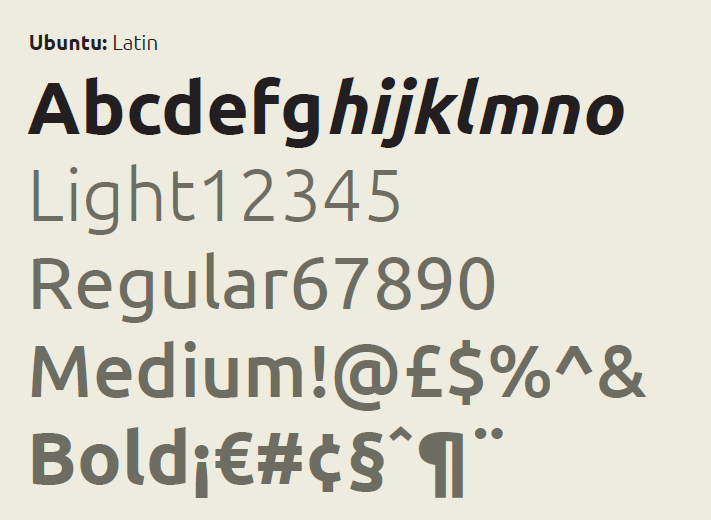 Ubuntu: Latin
Abcdefghijklmno
Light12345
Regular67890
Medium!@£$%^&
Bold¡€#¢§ˆ¶¨